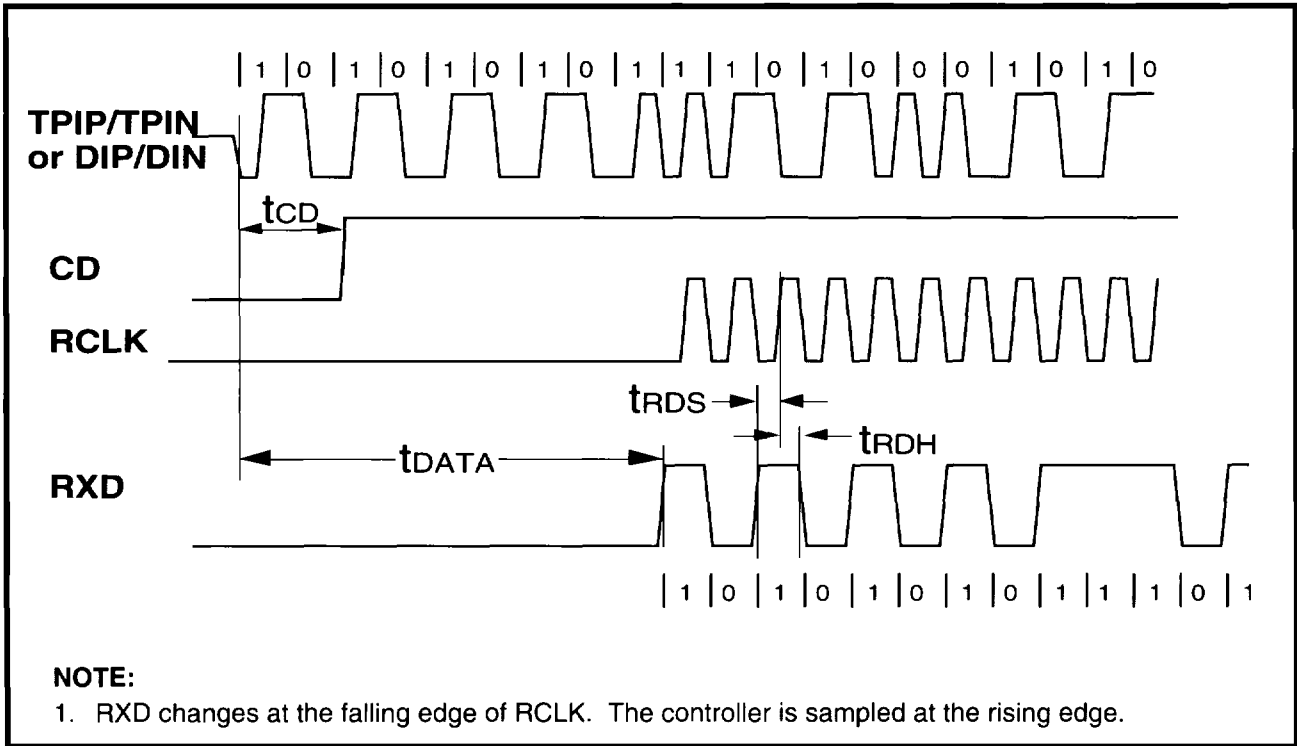 | 1 | 0 | 1 | 0 | 1 | 0 | 1 | 0 | 1 | 1 | 1 | 0 | 1 | 0 | 0 | 0 | 1 | 0 | 1 | 0
TPIP/TPIN
or DIP/DIN
tCD
CD
RCLK
tRDS
tRDH
tDATA
RXD
| 1 | 0 | 1 | 0 | 1 | 0 | 1 | 0 | 1 | 1 | 1 | 0 | 1
NOTE:
1. RXD changes at the falling edge of RCLK. The controller is sampled at the rising edge.